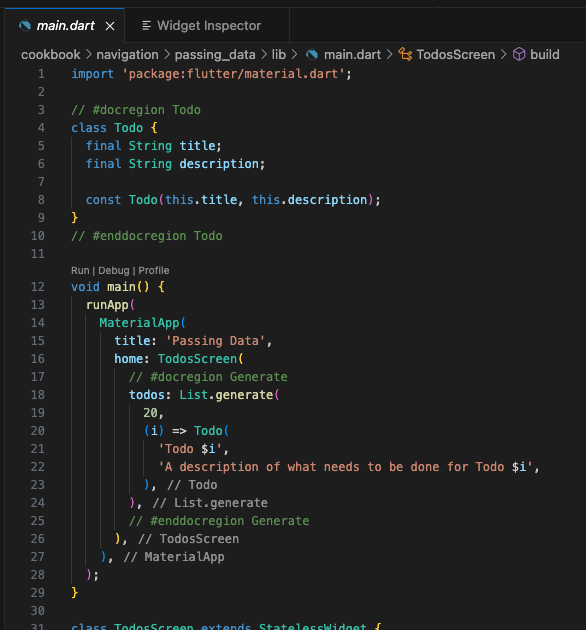 main.dart × Widget Inspector
cookbook > navigation > passing_data > lib > main.dart > TodosScreen > build
1 import 'package:flutter/material.dart';
2
3 // #docregion Todo
4 class Todo {
5   final String title;
6   final String description;
7
8   const Todo(this.title, this.description);
9 }
10 // #enddocregion Todo
11
Run | Debug | Profile
12 void main() {
13   runApp(
14     MaterialApp(
15       title: 'Passing Data',
16       home: TodosScreen(
17         // #docregion Generate
18         todos: List.generate(
19           20,
20           (i) => Todo(
21             'Todo $i',
22             'A description of what needs to be done for Todo $i',
23           ), // Todo
24         ), // List.generate
25         // #enddocregion Generate
26       ), // TodosScreen
27     ), // MaterialApp
28   );
29 }
30
31 class TodosScreen extends StatelessWidget {